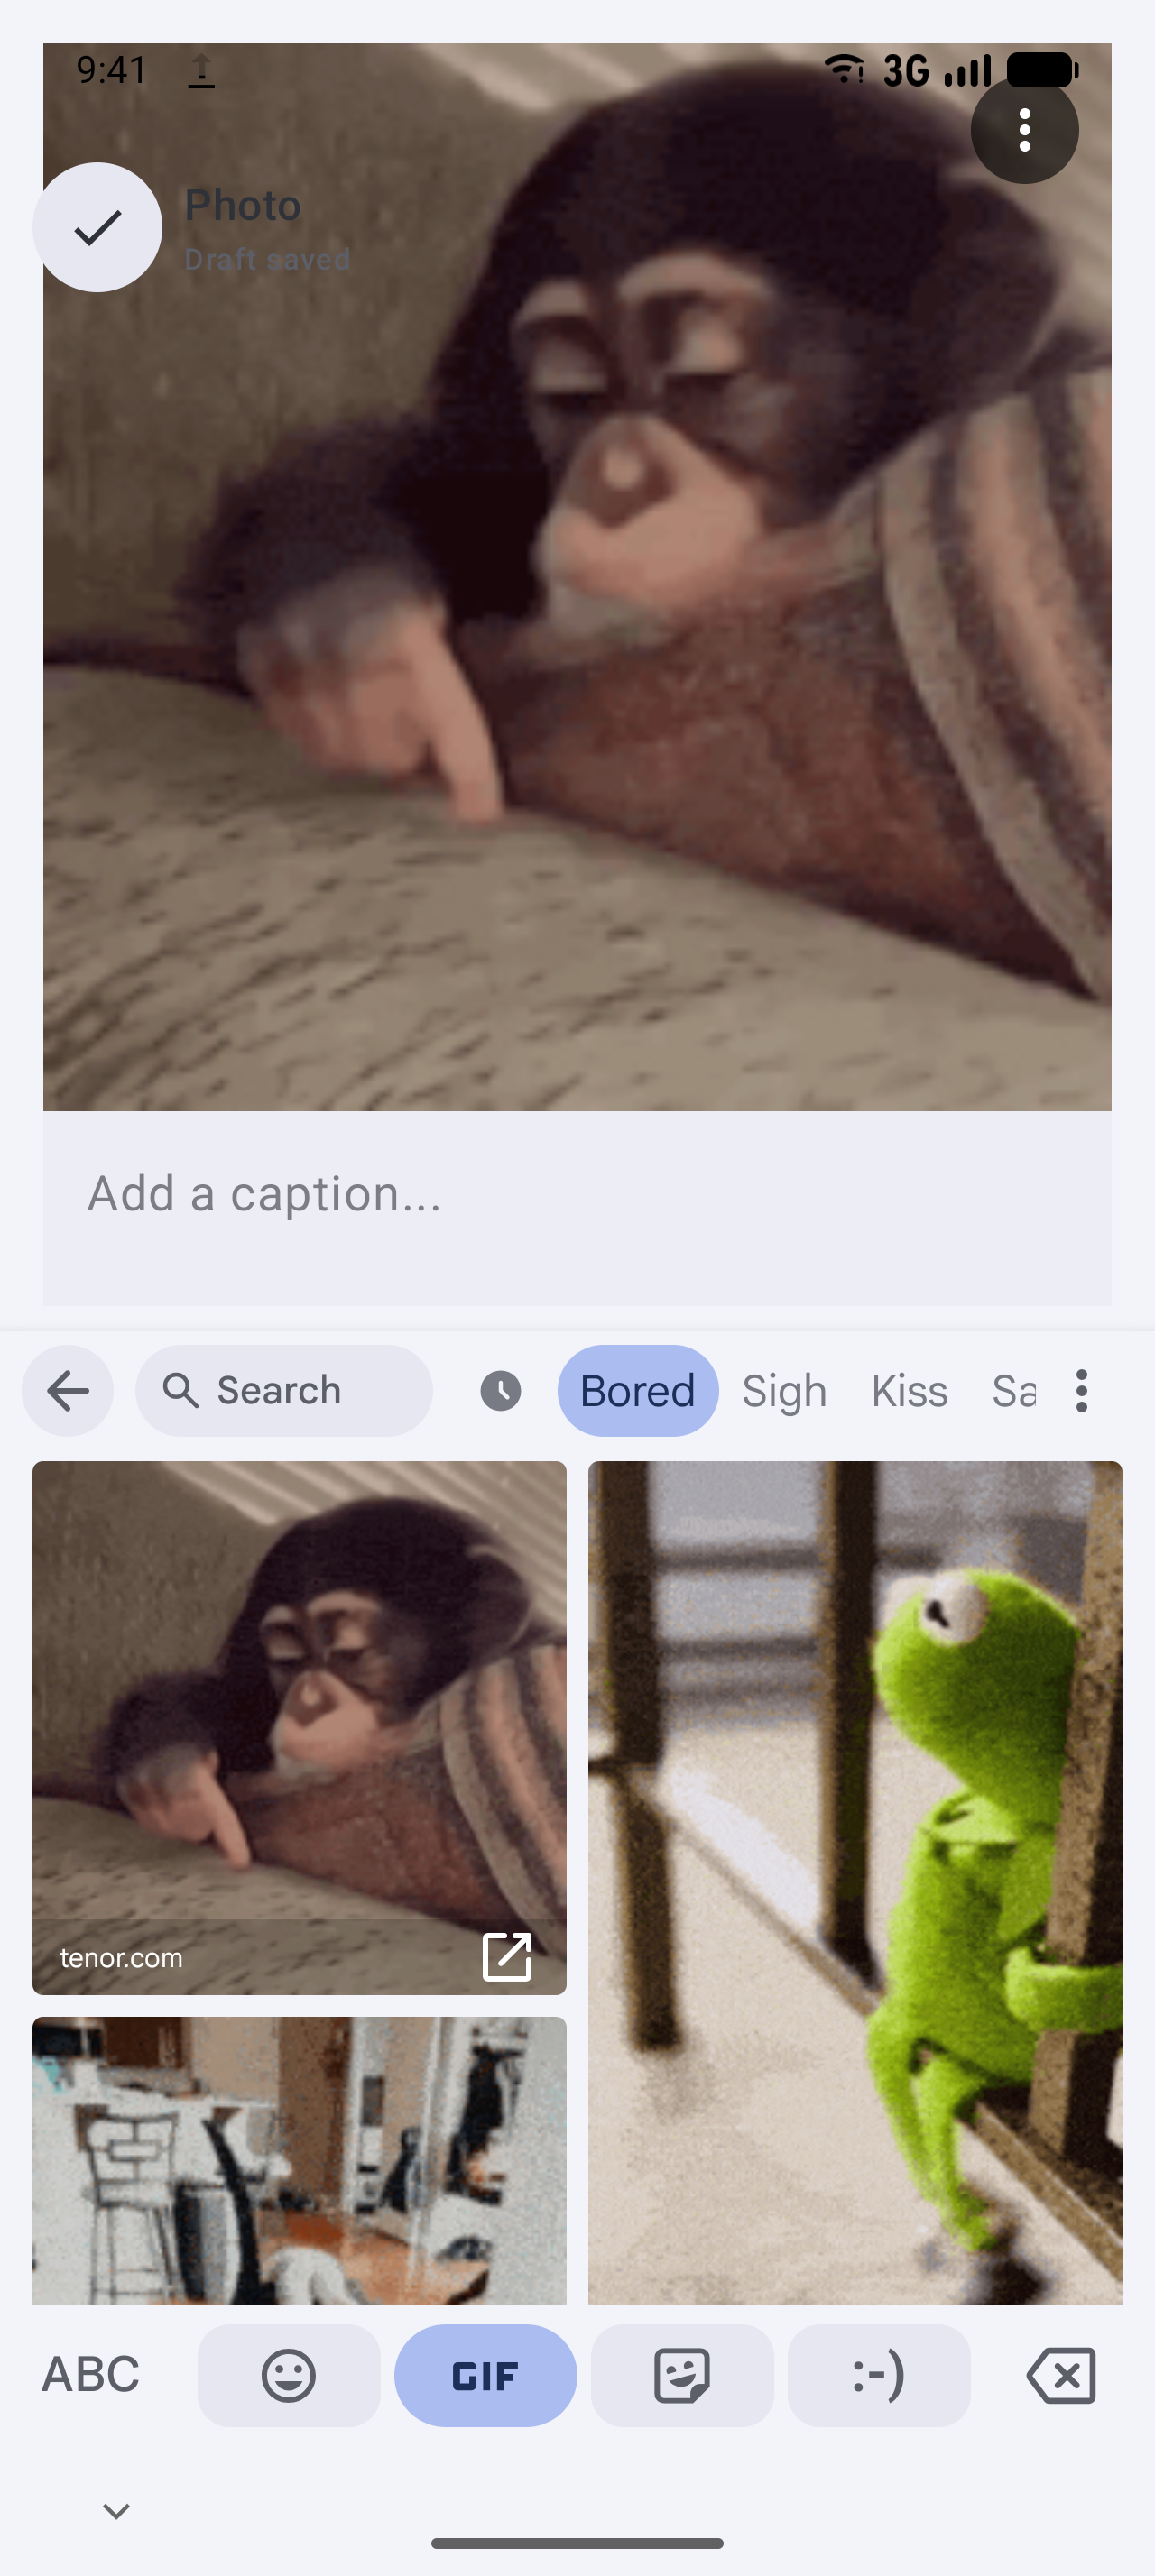 9:41
3G
Photo
Draft saved
Add a caption...
Search
Bored Sigh Kiss Sa
tenor.com
ABC
GIF
:-)